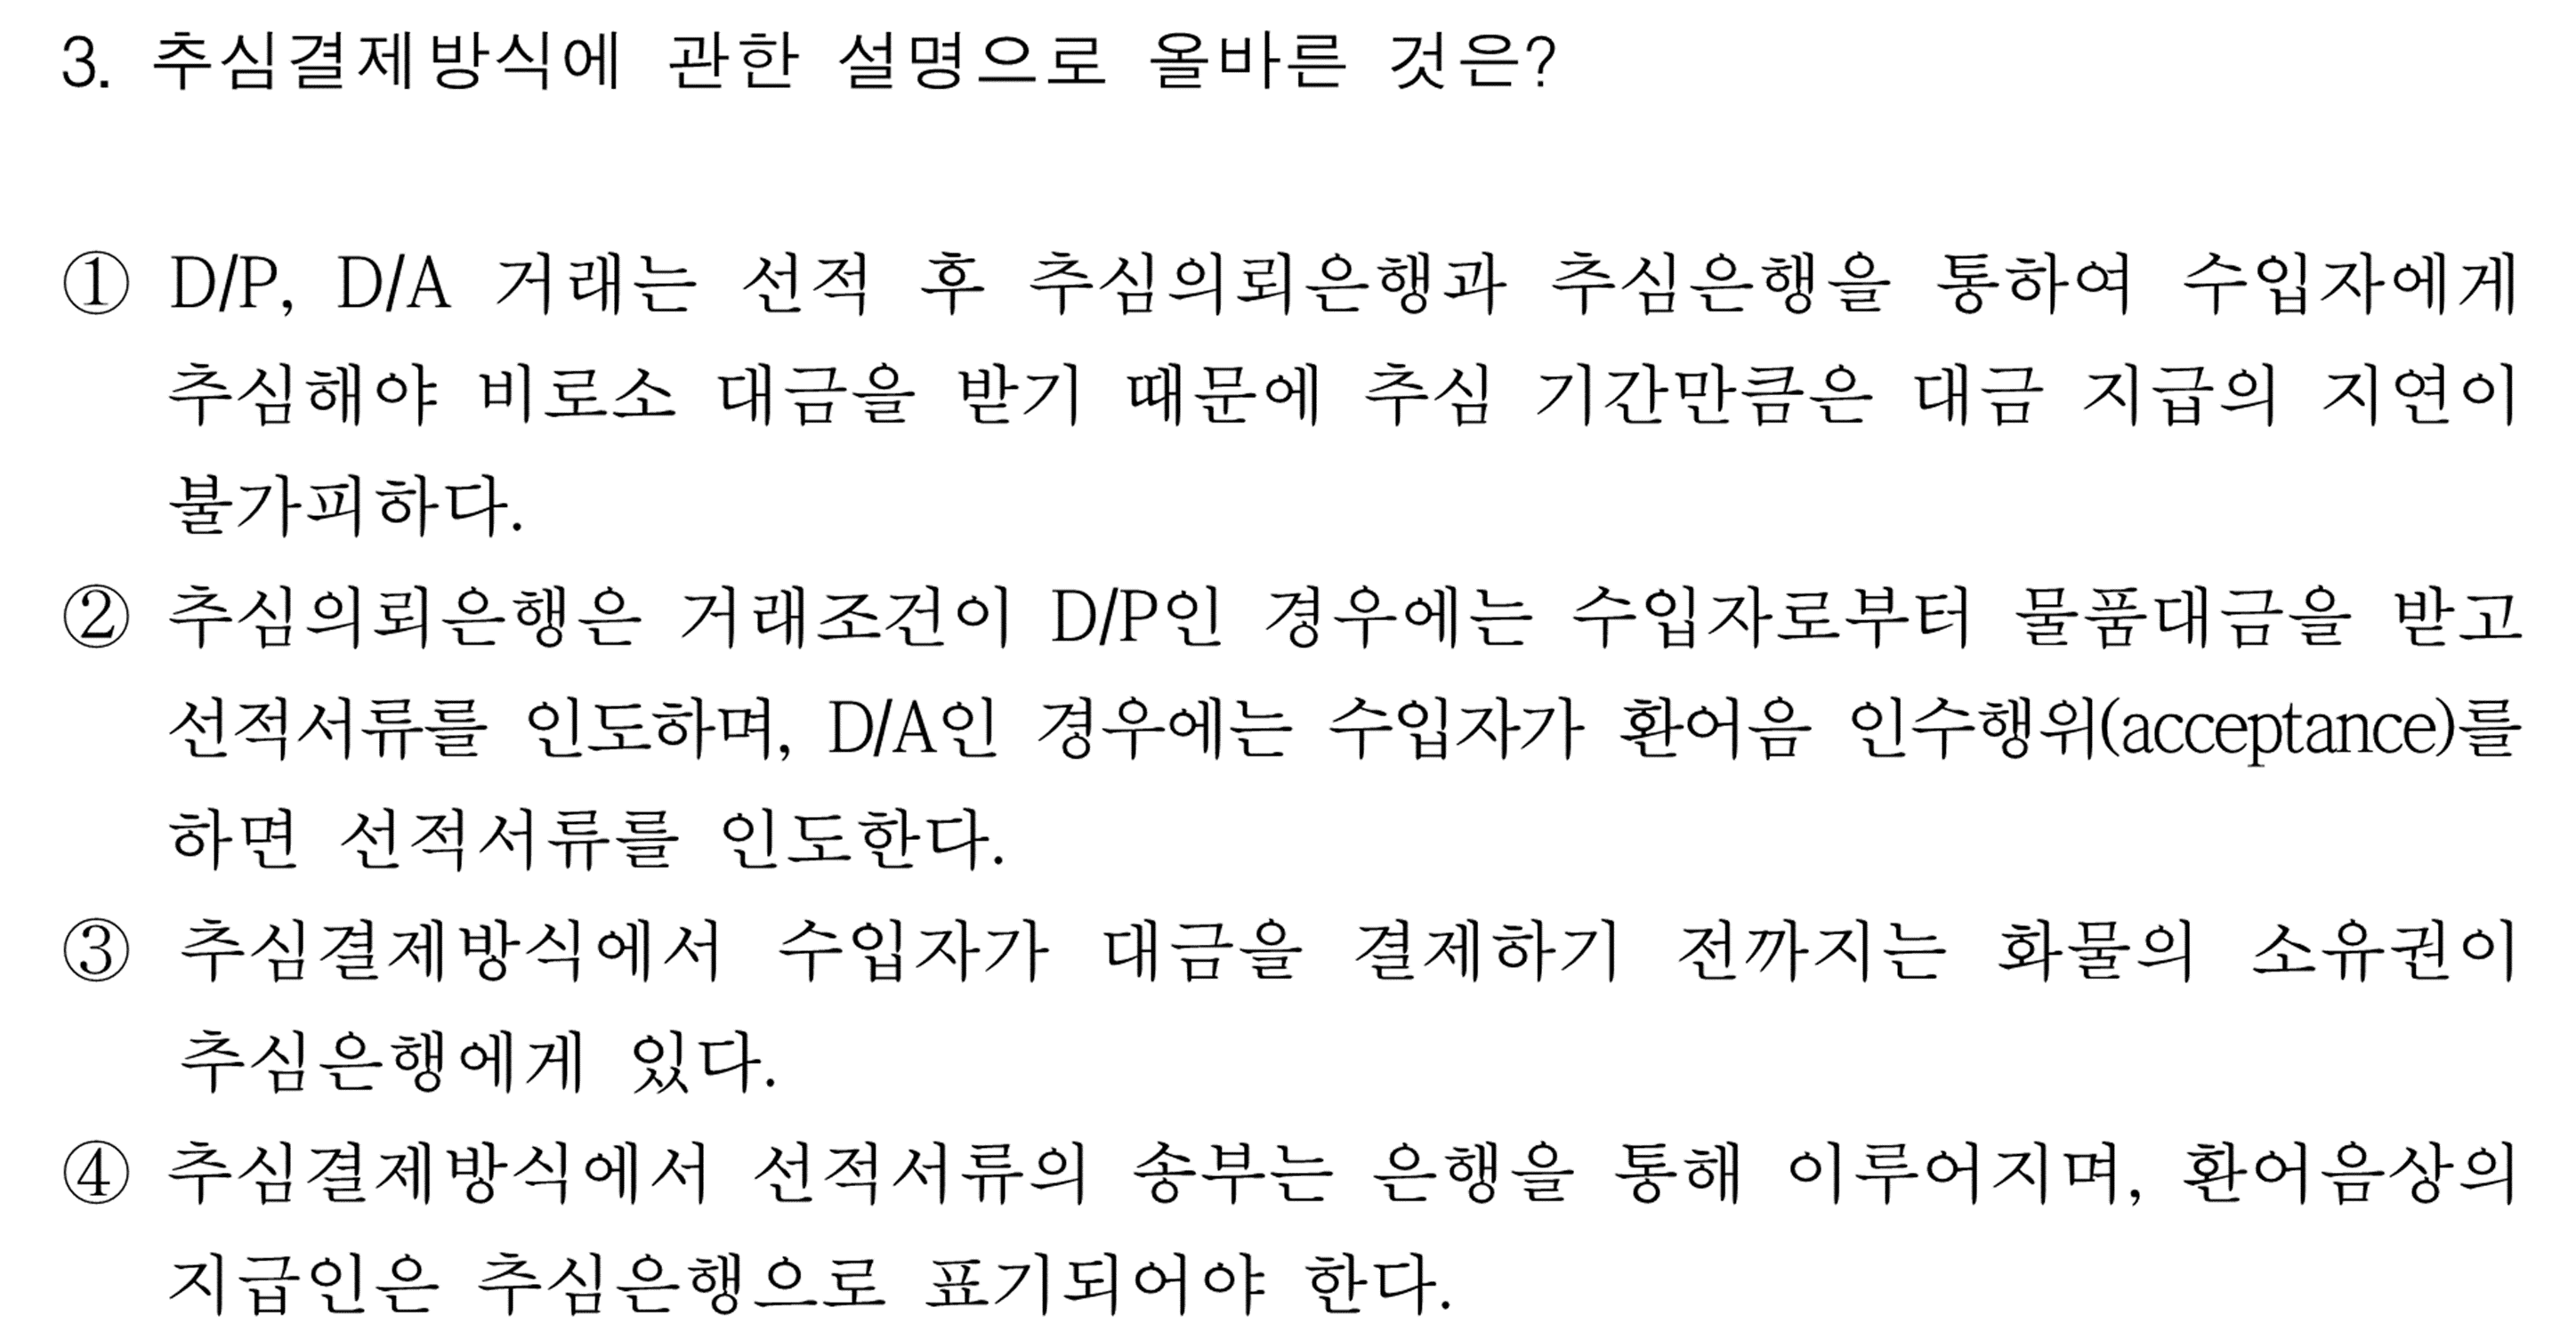 3. 추심결제방식에 관한 설명으로 올바른 것은?
① D/P, D/A 거래는 선적 후 추심의뢰은행과 추심은행을 통하여 수입자에게
추심해야 비로소 대금을 받기 때문에 추심 기간만큼은 대금 지급의 지연이
불가피하다.
② 추심의뢰은행은 거래조건이 D/P인 경우에는 수입자로부터 물품대금을 받고
선적서류를 인도하며, D/A인 경우에는 수입자가 환어음 인수행위(acceptance)를
하면 선적서류를 인도한다.
③ 추심결제방식에서 수입자가 대금을 결제하기 전까지는 화물의 소유권이
추심은행에게 있다.
④ 추심결제방식에서 선적서류의 송부는 은행을 통해 이루어지며, 환어음상의
지급인은 추심은행으로 표기되어야 한다.